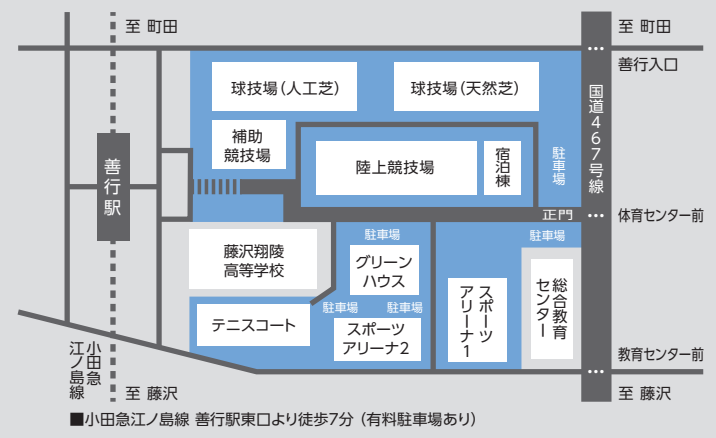 至 町田
至 町田
善行入口
球技場（人工芝）
球技場（天然芝）
国道467号線
補助
競技場
陸上競技場
宿泊棟
駐車場
善行駅
正門
体育センター前
駐車場
駐車場
藤沢翔陵
高等学校
グリーン
ハウス
スポーツ
アリーナ1
総合教育
センター
駐車場
駐車場
テニスコート
スポーツ
アリーナ2
教育センター前
小田急
江ノ島線
至 藤沢
至 藤沢
■小田急江ノ島線 善行駅東口より徒歩7分（有料駐車場あり）